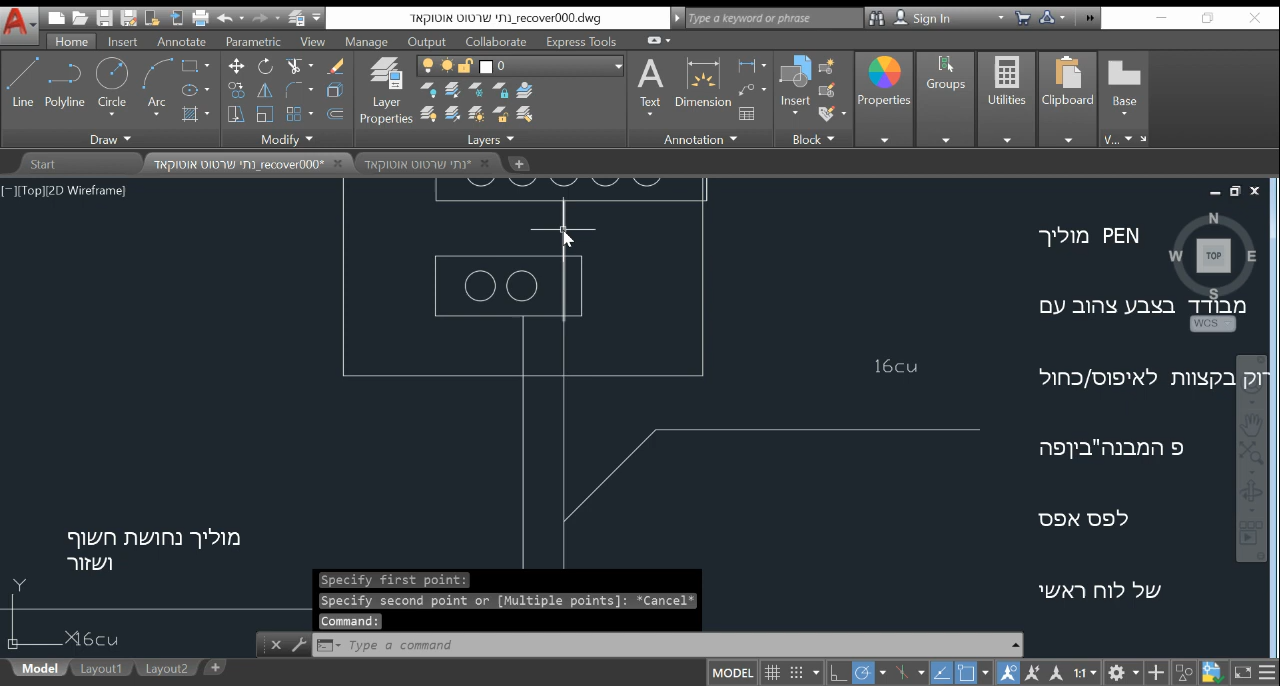 נתי שרטוט אוטוקאד_recover000.dwg
Type a keyword or phrase
Sign In
Home Insert Annotate Parametric View Manage Output Collaborate Express Tools
Line Polyline Circle Arc
Layer Properties
0
Text Dimension
Insert
Properties Groups Utilities Clipboard Base
Draw Modify Layers Annotation Block V...
Start
נתי שרטוט אוטוקאד_recover000*
נתי שרטוט אוטוקאד*
[−][Top][2D Wireframe]
N
W TOP E
S
WCS
מוליך PEN
מבודד בצבע צהוב עם
16cu
רוק בקצוות לאיפוס/כחול
פ המבנה"ביןפה
לפס אפס
של לוח ראשי
מוליך נחושת חשוף
ושזור
Y
X
16cu
Specify first point:
Specify second point or [Multiple points]: *Cancel*
Command:
Type a command
Model Layout1 Layout2
MODEL
1:1